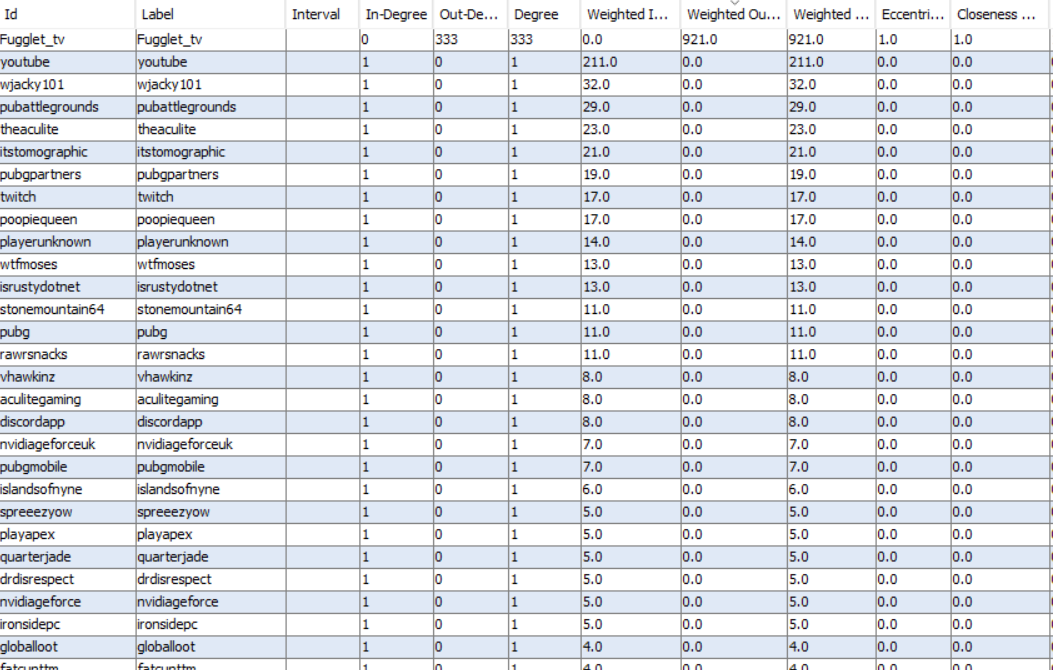 Id Label Interval In-Degree Out-De... Degree Weighted I... Weighted Ou... Weighted ... Eccentri... Closeness ...
Fugglet_tv Fugglet_tv 0 333 333 0.0 921.0 921.0 1.0 1.0
youtube youtube 1 0 1 211.0 0.0 211.0 0.0 0.0
wjacky101 wjacky101 1 0 1 32.0 0.0 32.0 0.0 0.0
pubattlegrounds pubattlegrounds 1 0 1 29.0 0.0 29.0 0.0 0.0
theaculite theaculite 1 0 1 23.0 0.0 23.0 0.0 0.0
itstomographic itstomographic 1 0 1 21.0 0.0 21.0 0.0 0.0
pubgpartners pubgpartners 1 0 1 19.0 0.0 19.0 0.0 0.0
twitch twitch 1 0 1 17.0 0.0 17.0 0.0 0.0
poopiequeen poopiequeen 1 0 1 17.0 0.0 17.0 0.0 0.0
playerunknown playerunknown 1 0 1 14.0 0.0 14.0 0.0 0.0
wtfmoses wtfmoses 1 0 1 13.0 0.0 13.0 0.0 0.0
isrustydotnet isrustydotnet 1 0 1 13.0 0.0 13.0 0.0 0.0
stonemountain64 stonemountain64 1 0 1 11.0 0.0 11.0 0.0 0.0
pubg pubg 1 0 1 11.0 0.0 11.0 0.0 0.0
rawrsnacks rawrsnacks 1 0 1 11.0 0.0 11.0 0.0 0.0
vhawkinz vhawkinz 1 0 1 8.0 0.0 8.0 0.0 0.0
aculitegaming aculitegaming 1 0 1 8.0 0.0 8.0 0.0 0.0
discordapp discordapp 1 0 1 8.0 0.0 8.0 0.0 0.0
nvidiageforceuk nvidiageforceuk 1 0 1 7.0 0.0 7.0 0.0 0.0
pubgmobile pubgmobile 1 0 1 7.0 0.0 7.0 0.0 0.0
islandsofnyne islandsofnyne 1 0 1 6.0 0.0 6.0 0.0 0.0
spreeezyow spreeezyow 1 0 1 5.0 0.0 5.0 0.0 0.0
playapex playapex 1 0 1 5.0 0.0 5.0 0.0 0.0
quarterjade quarterjade 1 0 1 5.0 0.0 5.0 0.0 0.0
drdisrespect drdisrespect 1 0 1 5.0 0.0 5.0 0.0 0.0
nvidiageforce nvidiageforce 1 0 1 5.0 0.0 5.0 0.0 0.0
ironsidepc ironsidepc 1 0 1 5.0 0.0 5.0 0.0 0.0
globalloot globalloot 1 0 1 4.0 0.0 4.0 0.0 0.0
1 0 1 4.0 0.0 4.0 0.0 0.0